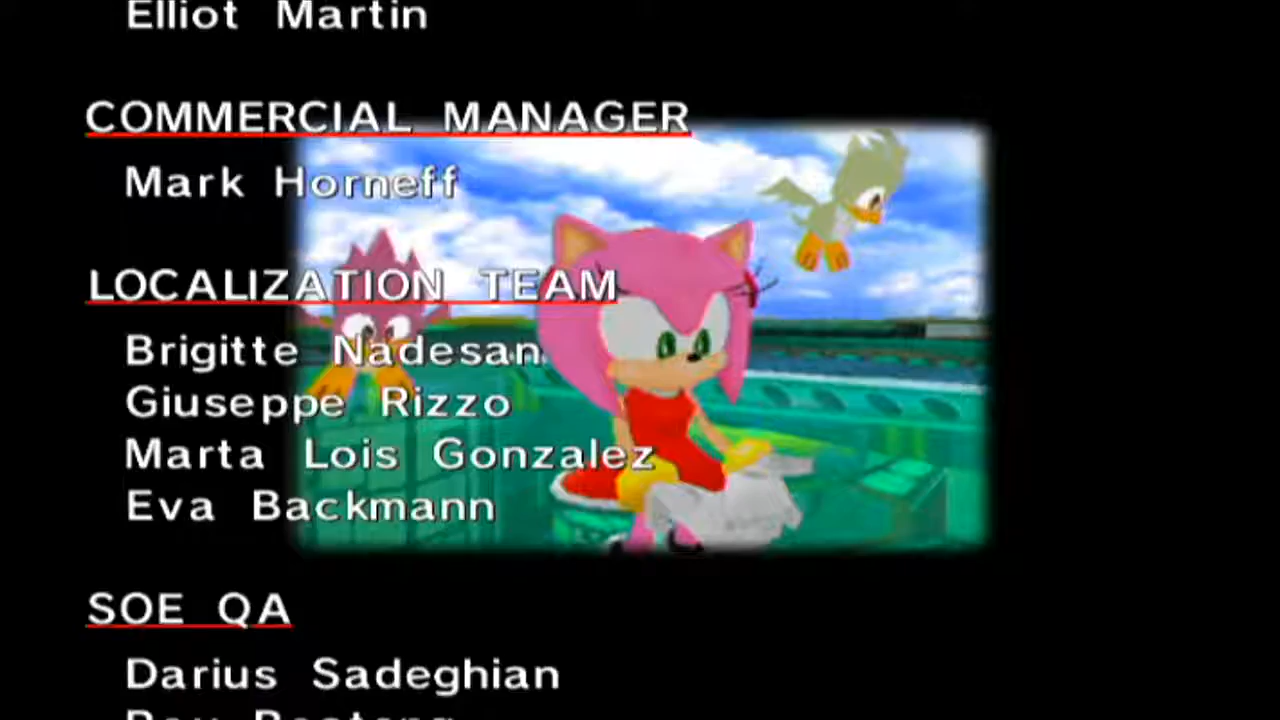 Elliot Martin
COMMERCIAL MANAGER
Mark Horneff
LOCALIZATION TEAM
Brigitte Nadesan
Giuseppe Rizzo
Marta Lois Gonzalez
Eva Backmann
SOE QA
Darius Sadeghian